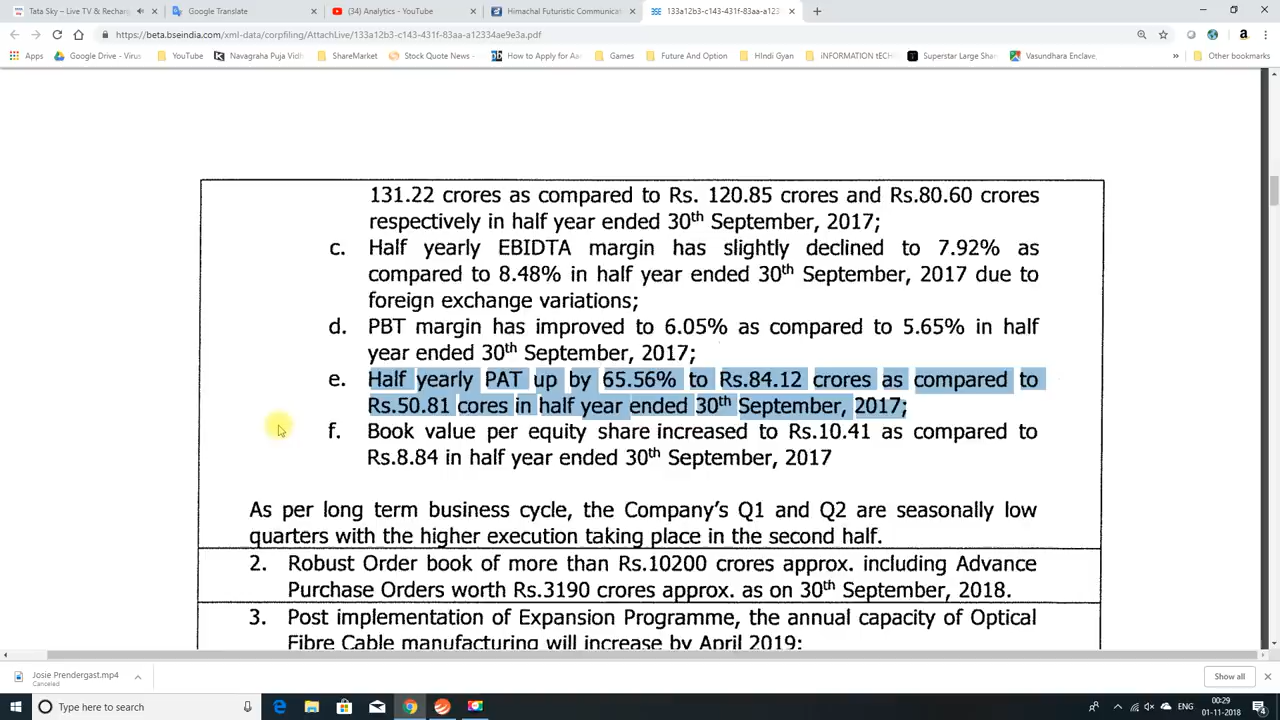 Tata Sky – Live TV & Recharg
Google Translate
(34) Analytics - YouTube
Himachal Futuristic Communicat
133a12b3-c143-431f-83aa-a123
https://beta.bseindia.com/xml-data/corpfiling/AttachLive/133a12b3-c143-431f-83aa-a12334ae9e3a.pdf
Apps
Google Drive - Virus
YouTube
Navagraha Puja Vidh
ShareMarket
Stock Quote News -
How to Apply for Aar
Games
Future And Option
HIndi Gyan
iNFORMATION tECH
Superstar Large Shar
Vasundhara Enclave,
Other bookmarks
131.22 crores as compared to Rs. 120.85 crores and Rs.80.60 crores
respectively in half year ended 30th September, 2017;
c. Half yearly EBIDTA margin has slightly declined to 7.92% as
compared to 8.48% in half year ended 30th September, 2017 due to
foreign exchange variations;
d. PBT margin has improved to 6.05% as compared to 5.65% in half
year ended 30th September, 2017;
e. Half yearly PAT up by 65.56% to Rs.84.12 crores as compared to
Rs.50.81 cores in half year ended 30th September, 2017;
f. Book value per equity share increased to Rs.10.41 as compared to
Rs.8.84 in half year ended 30th September, 2017
As per long term business cycle, the Company's Q1 and Q2 are seasonally low
quarters with the higher execution taking place in the second half.
2. Robust Order book of more than Rs.10200 crores approx. including Advance
Purchase Orders worth Rs.3190 crores approx. as on 30th September, 2018.
3. Post implementation of Expansion Programme, the annual capacity of Optical
Fibre Cable manufacturing will increase by April 2019;
Josie Prendergast.mp4
Canceled
Show all
Type here to search
00:29
01-11-2018
4